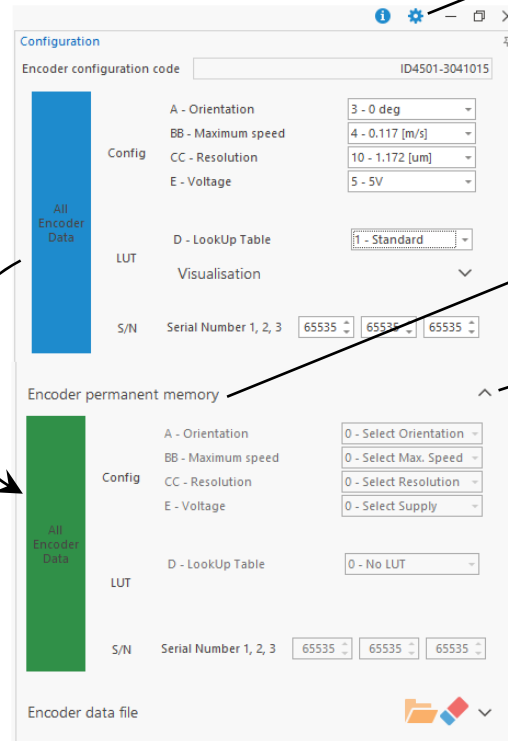 Configuration
Encoder configuration code ID4501-3041015
A - Orientation 3 - 0 deg
BB - Maximum speed 4 - 0.117 [m/s]
Config CC - Resolution 10 - 1.172 [um]
E - Voltage 5 - 5V
All
Encoder
Data
D - LookUp Table 1 - Standard
LUT
Visualisation
S/N Serial Number 1, 2, 3 65535 65535 65535
Encoder permanent memory
A - Orientation 0 - Select Orientation
BB - Maximum speed 0 - Select Max. Speed
Config CC - Resolution 0 - Select Resolution
E - Voltage 0 - Select Supply
All
Encoder
Data
D - LookUp Table 0 - No LUT
LUT
S/N Serial Number 1, 2, 3 65535 65535 65535
Encoder data file